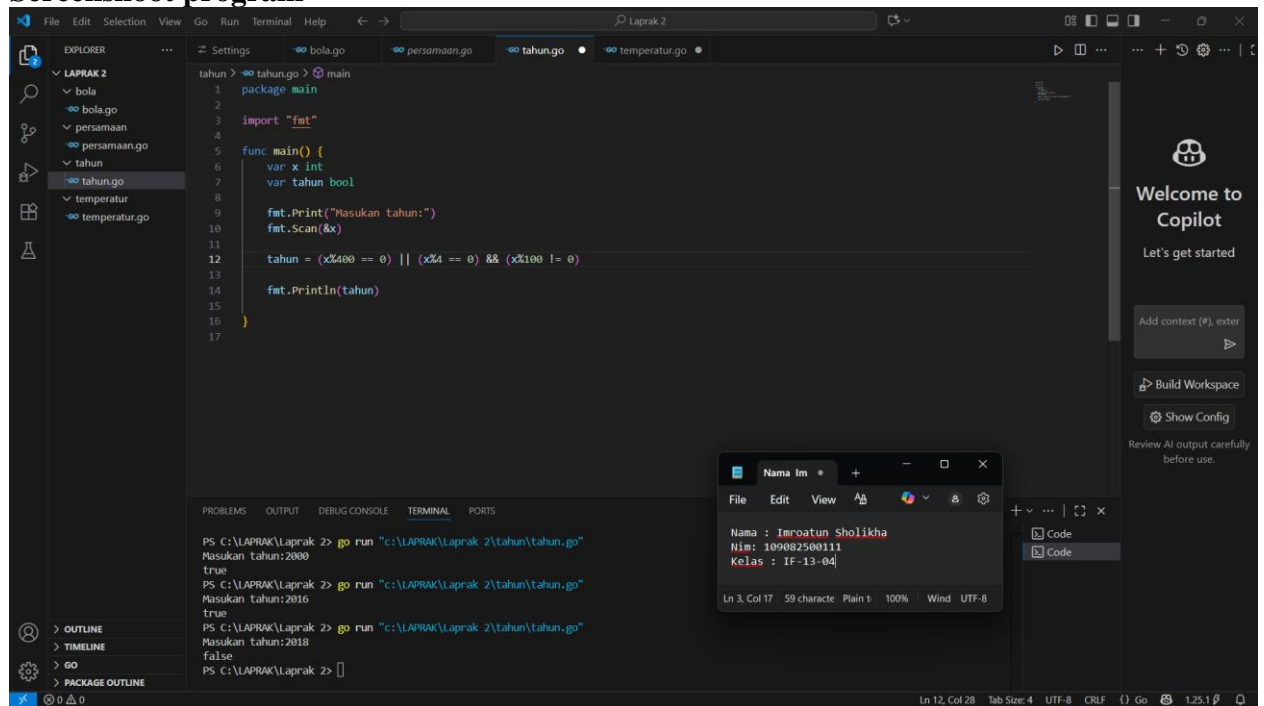 Screenshoot program
File Edit Selection View Go Run Terminal Help
Laprak 2
EXPLORER
LAPRAK 2
bola
bola.go
persamaan
persamaan.go
tahun
tahun.go
temperatur
temperatur.go
OUTLINE
TIMELINE
GO
PACKAGE OUTLINE
Settings bola.go persamaan.go tahun.go temperatur.go
tahun > tahun.go > main
1 package main
2
3 import "fmt"
4
5 func main() {
6 var x int
7 var tahun bool
8
9 fmt.Print("Masukan tahun:")
10 fmt.Scan(&x)
11
12 tahun = (x%400 == 0) || (x%4 == 0) && (x%100 != 0)
13
14 fmt.Println(tahun)
15
16 }
17
PROBLEMS OUTPUT DEBUG CONSOLE TERMINAL PORTS
PS C:\LAPRAK\Laprak 2> go run "c:\LAPRAK\Laprak 2\tahun\tahun.go"
Masukan tahun:2000
true
PS C:\LAPRAK\Laprak 2> go run "c:\LAPRAK\Laprak 2\tahun\tahun.go"
Masukan tahun:2016
true
PS C:\LAPRAK\Laprak 2> go run "c:\LAPRAK\Laprak 2\tahun\tahun.go"
Masukan tahun:2018
false
PS C:\LAPRAK\Laprak 2>
Code
Code
Nama Im
File Edit View
Nama : Imroatun Sholikha
Nim: 109082500111
Kelas : IF-13-04
Ln 3, Col 17 59 characte Plain t 100% Wind UTF-8
Welcome to
Copilot
Let's get started
Add context (#), exter
Build Workspace
Show Config
Review AI output carefully
before use.
0 0 Ln 12, Col 28 Tab Size: 4 UTF-8 CRLF {} Go 1.25.1